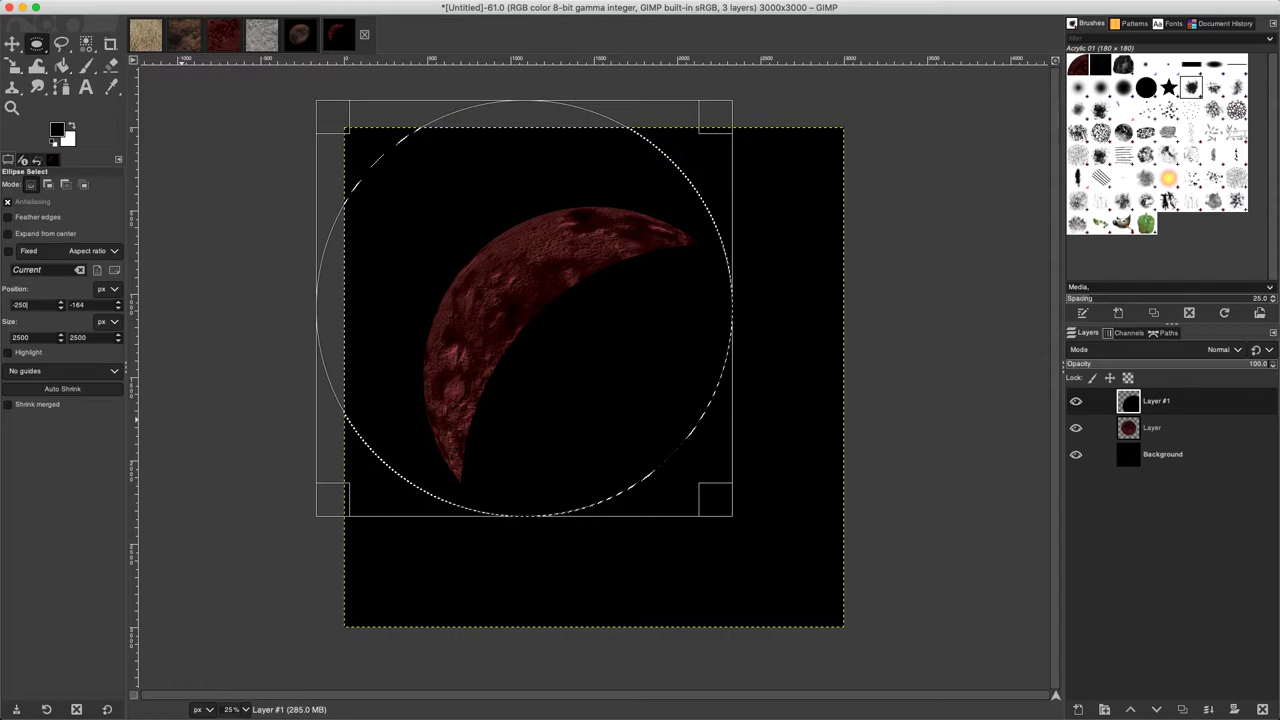 *[Untitled]-61.0 (RGB color 8-bit gamma integer, GIMP built-in sRGB, 3 layers) 3000x3000 – GIMP
Brushes
Patterns
Aa Fonts
Document History
filter
Acrylic 01 (180 × 180)
Ellipse Select
Mode:
Antialiasing
Feather edges
Expand from center
Fixed
Aspect ratio
Current
Position:
px
-250
-164
Size:
px
2500
2500
Highlight
No guides
Auto Shrink
Shrink merged
Media,
Spacing
25.0
Layers
Channels
Paths
Mode
Normal
Opacity
100.0
Lock:
Layer #1
Layer
Background
px
25%
Layer #1 (285.0 MB)